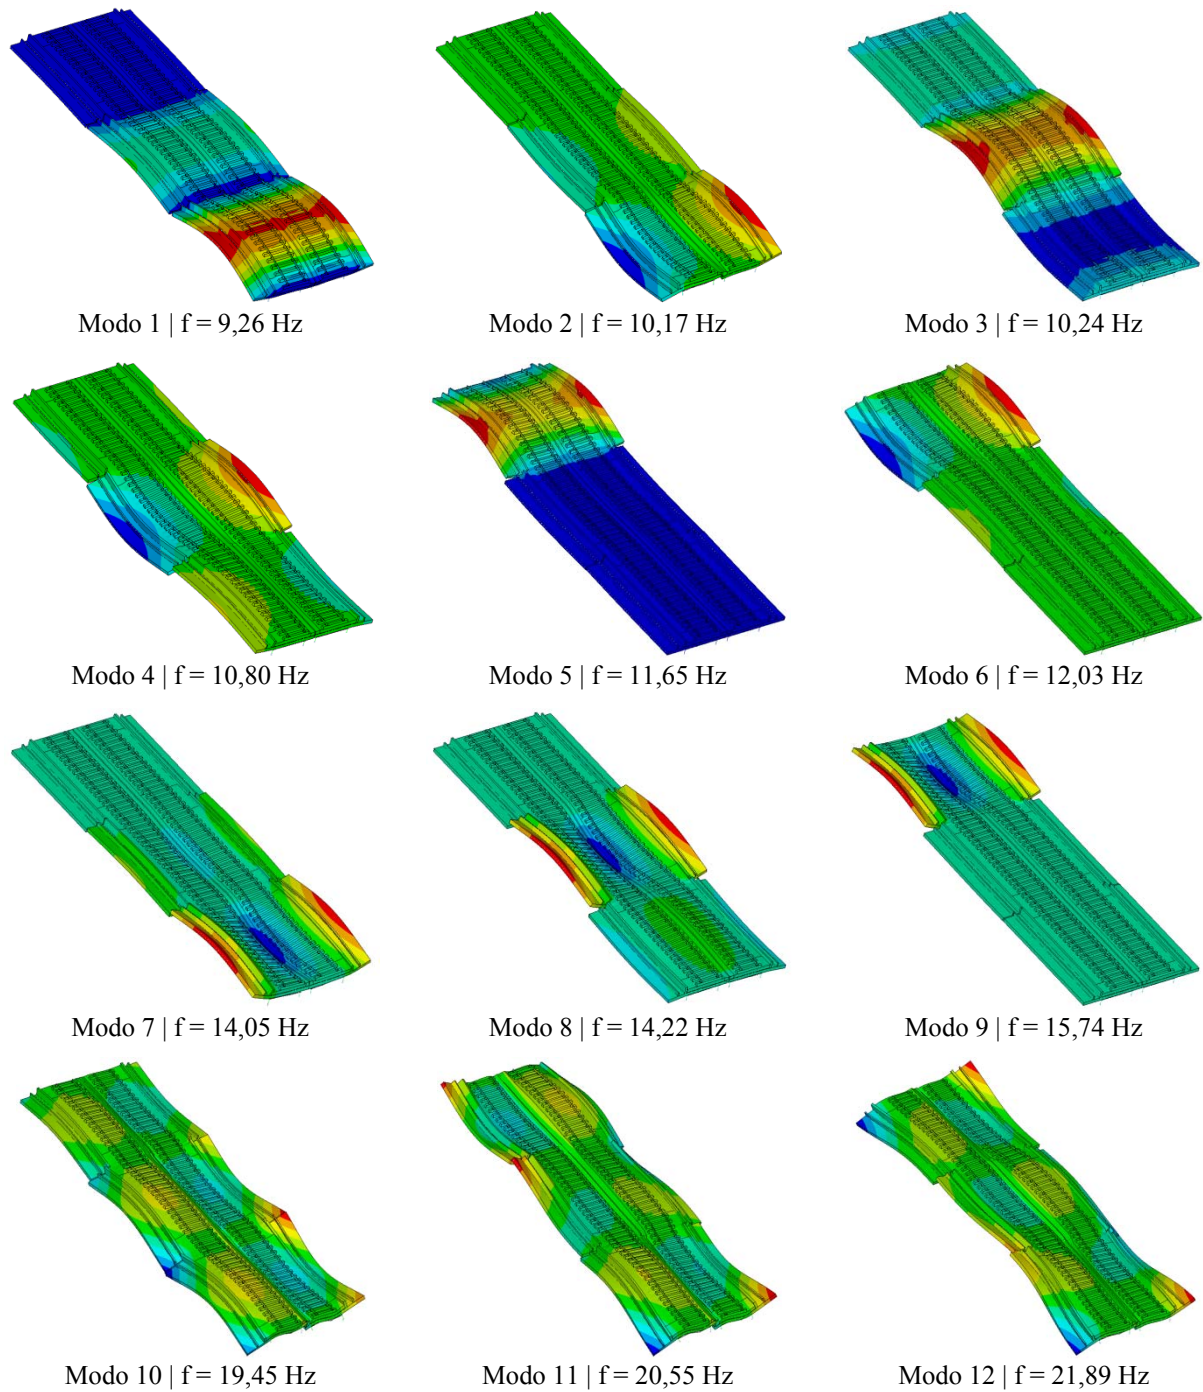 Modo 1 | f = 9,26 Hz
Modo 2 | f = 10,17 Hz
Modo 3 | f = 10,24 Hz
Modo 4 | f = 10,80 Hz
Modo 5 | f = 11,65 Hz
Modo 6 | f = 12,03 Hz
Modo 7 | f = 14,05 Hz
Modo 8 | f = 14,22 Hz
Modo 9 | f = 15,74 Hz
Modo 10 | f = 19,45 Hz
Modo 11 | f = 20,55 Hz
Modo 12 | f = 21,89 Hz